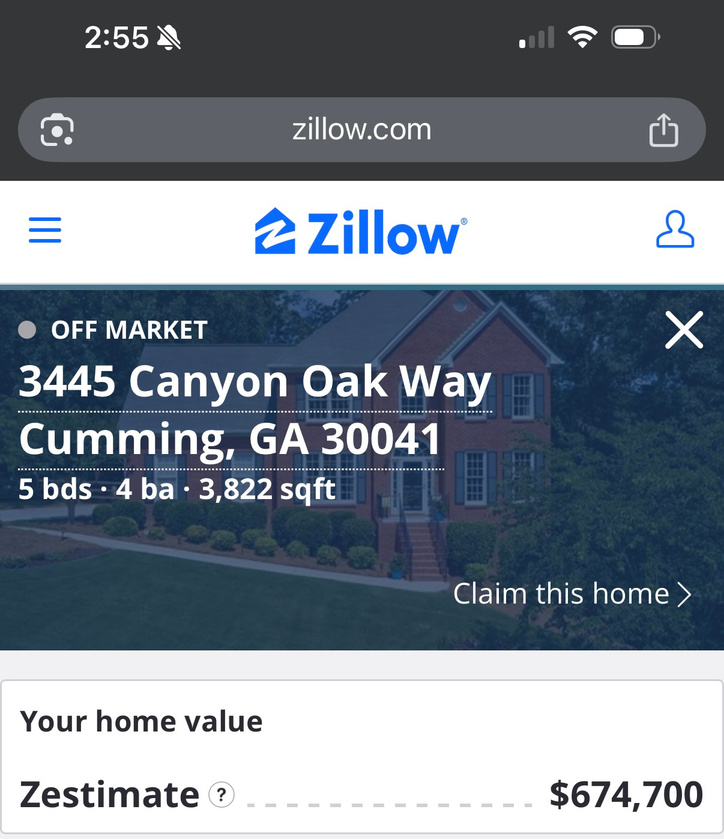 2:55
zillow.com
Zillow®
OFF MARKET
3445 Canyon Oak Way
Cumming, GA 30041
5 bds · 4 ba · 3,822 sqft
Claim this home >
Your home value
Zestimate ? $674,700